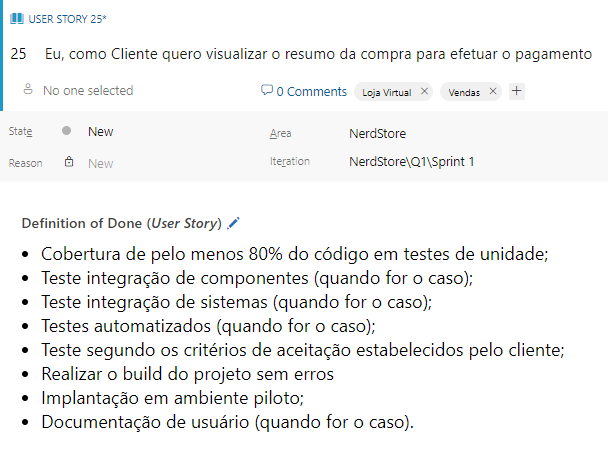 USER STORY 25*
25 Eu, como Cliente quero visualizar o resumo da compra para efetuar o pagamento
No one selected 0 Comments Loja Virtual × Vendas × +
State New Area NerdStore
Reason New Iteration NerdStore\Q1\Sprint 1
Definition of Done (User Story)
• Cobertura de pelo menos 80% do código em testes de unidade;
• Teste integração de componentes (quando for o caso);
• Teste integração de sistemas (quando for o caso);
• Testes automatizados (quando for o caso);
• Teste segundo os critérios de aceitação estabelecidos pelo cliente;
• Realizar o build do projeto sem erros
• Implantação em ambiente piloto;
• Documentação de usuário (quando for o caso).